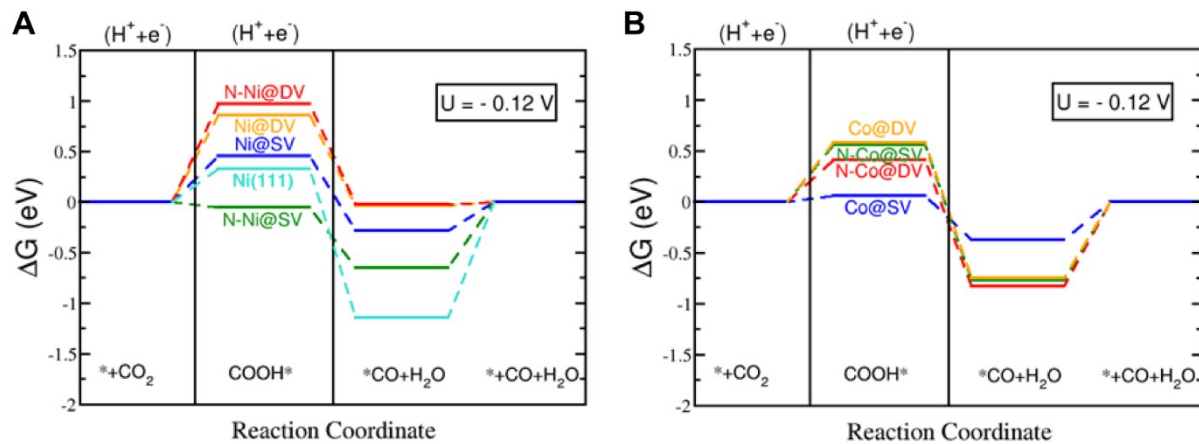 A
(H⁺+e⁻) (H⁺+e⁻)
1.5
1
0.5
0
-0.5
-1
-1.5
-2
ΔG (eV)
U = - 0.12 V
N-Ni@DV
Ni@DV
Ni@SV
Ni(111)
N-Ni@SV
*+CO₂ COOH* *CO+H₂O *+CO+H₂O
Reaction Coordinate
B
(H⁺+e⁻) (H⁺+e⁻)
1.5
1
0.5
0
-0.5
-1
-1.5
-2
ΔG (eV)
U = - 0.12 V
Co@DV
N-Co@SV
N-Co@DV
Co@SV
*+CO₂ COOH* *CO+H₂O *+CO+H₂O
Reaction Coordinate